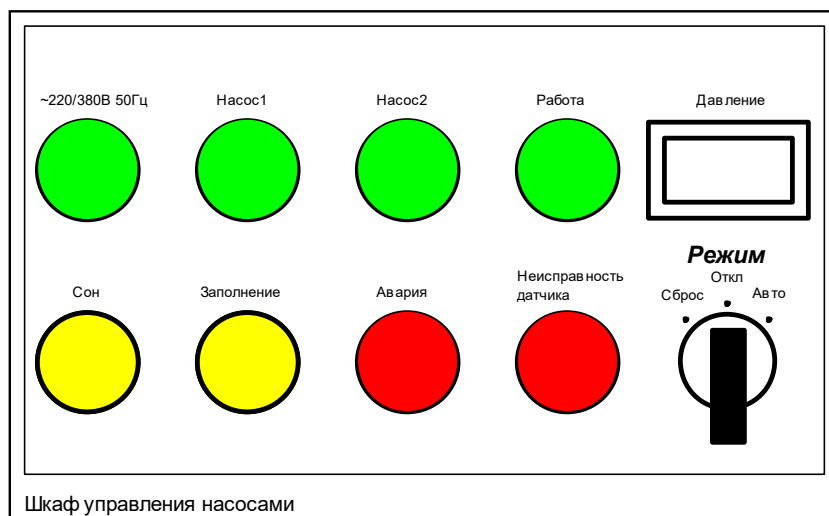 ~220/380В 50Гц
Насос1
Насос2
Работа
Давление
Режим
Откл
Сброс
Авто
Сон
Заполнение
Авария
Неисправность
датчика
Шкаф управления насосами